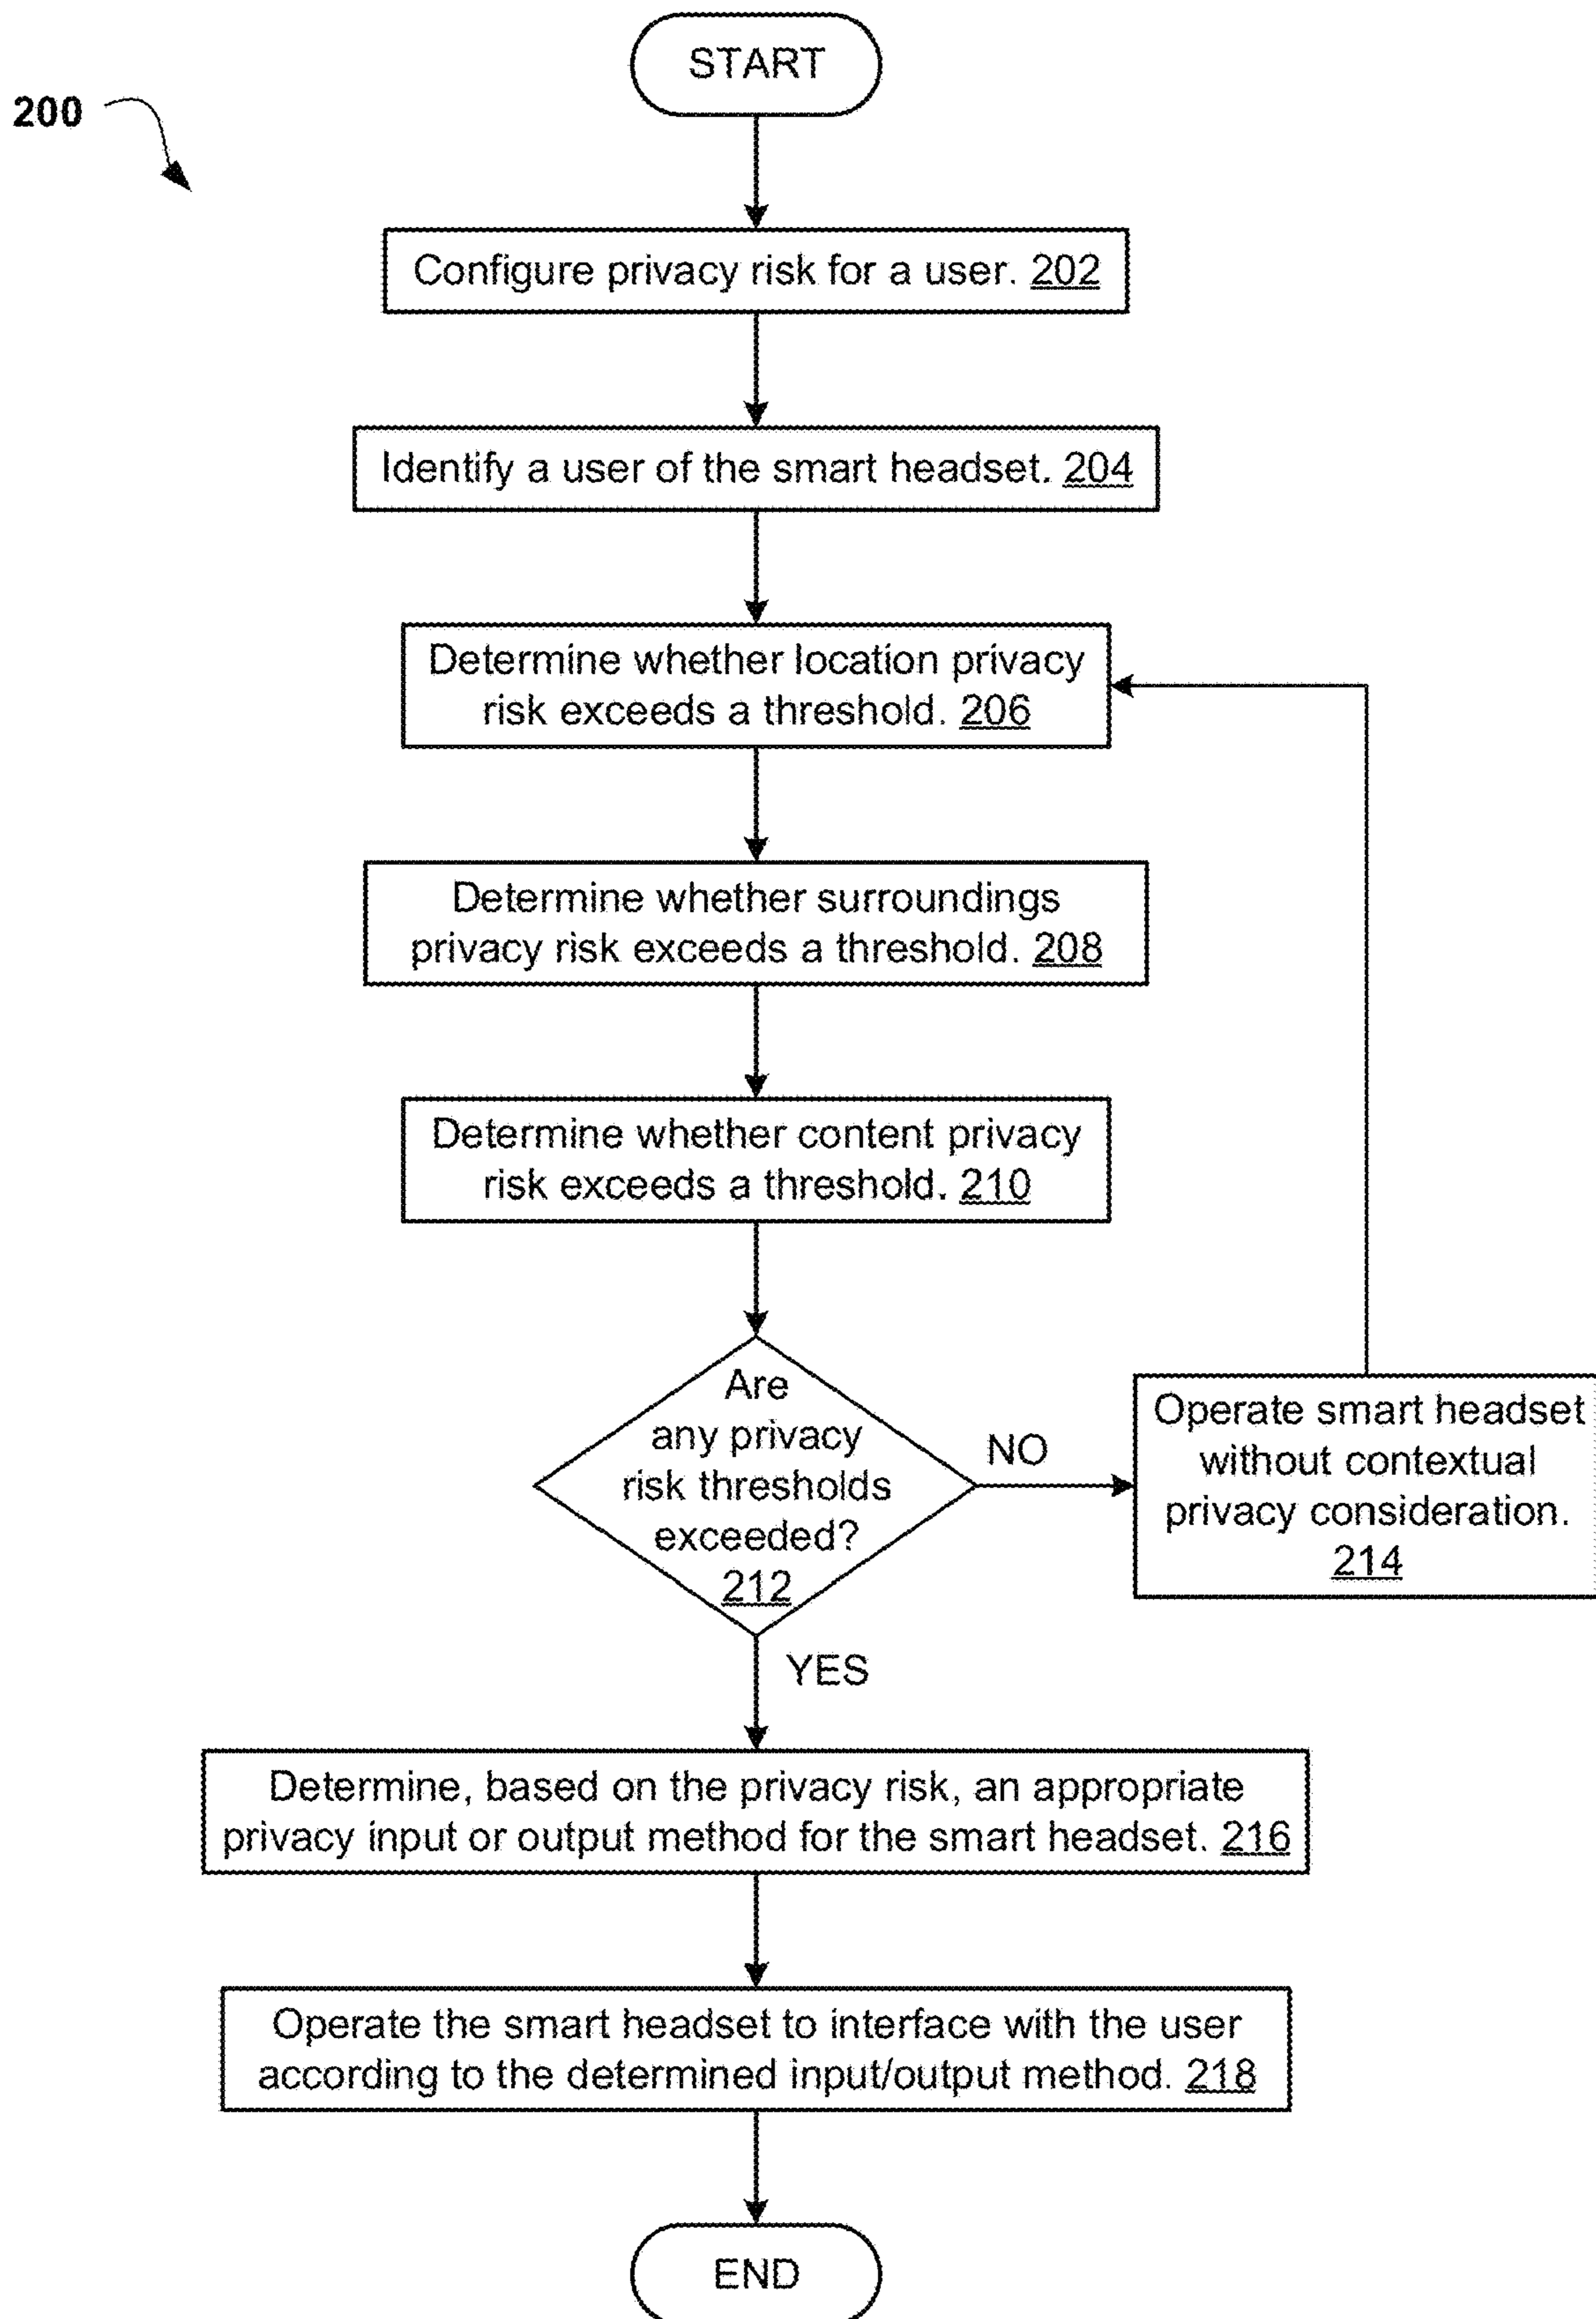 START
200
Configure privacy risk for a user. 202
Identify a user of the smart headset. 204
Determine whether location privacy
risk exceeds a threshold. 206
Determine whether surroundings
privacy risk exceeds a threshold. 208
Determine whether content privacy
risk exceeds a threshold. 210
Are
any privacy
risk thresholds
exceeded?
212
NO
Operate smart headset
without contextual
privacy consideration.
214
YES
Determine, based on the privacy risk, an appropriate
privacy input or output method for the smart headset. 216
Operate the smart headset to interface with the user
according to the determined input/output method. 218
END